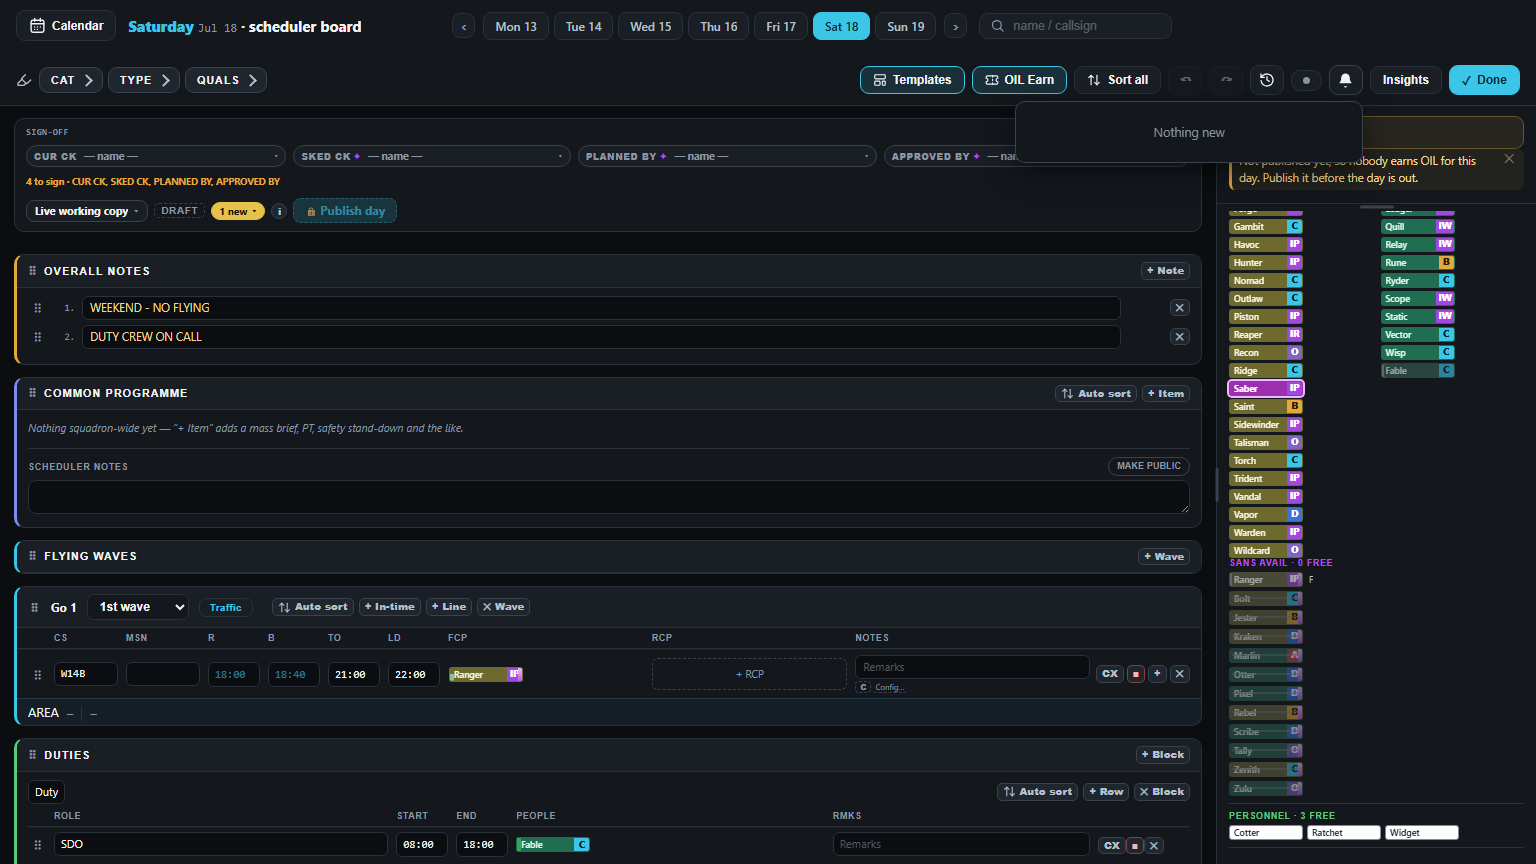 Calendar
Saturday Jul 18 · scheduler board
‹ Mon 13 Tue 14 Wed 15 Thu 16 Fri 17 Sat 18 Sun 19 ›
name / callsign
CAT TYPE QUALS
Templates OIL Earn Sort all Insights ✓ Done
Nothing new
SIGN-OFF
CUR CK — name —
SKED CK ✦ — name —
PLANNED BY ✦ — name —
APPROVED BY ✦
4 to sign · CUR CK, SKED CK, PLANNED BY, APPROVED BY
Live working copy DRAFT 1 new i Publish day
Not published yet, so nobody earns OIL for this
day. Publish it before the day is out.
OVERALL NOTES
+ Note
1. WEEKEND - NO FLYING ✕
2. DUTY CREW ON CALL ✕
COMMON PROGRAMME
Auto sort + Item
Nothing squadron-wide yet — "+ Item" adds a mass brief, PT, safety stand-down and the like.
SCHEDULER NOTES
MAKE PUBLIC
FLYING WAVES
+ Wave
Go 1 1st wave Traffic Auto sort + In-time + Line ✕ Wave
CS MSN R B TO LD FCP RCP NOTES
W14B 18:00 18:40 21:00 22:00 Ranger IP + RCP Remarks CX + ✕
C Config...
AREA – –
DUTIES
+ Block
Duty Auto sort + Row ✕ Block
ROLE START END PEOPLE RMKS
SDO 08:00 18:00 Fable C Remarks CX ✕
Gambit C
Havoc IP
Hunter IP
Nomad C
Outlaw C
Piston IP
Reaper IR
Recon O
Ridge C
Saber IP
Saint B
Sidewinder IP
Talisman O
Torch C
Trident IP
Vandal IP
Vapor D
Warden IP
Wildcard O
Quill IW
Relay IW
Rune B
Ryder C
Scope IW
Static IW
Vector C
Wisp C
Fable C
SANS AVAIL · 0 FREE
Ranger IP F
Bolt C
Jester B
Kraken D
Marlin A
Otter D
Pixel D
Rebel B
Scribe D
Tally O
Zenith C
Zulu O
PERSONNEL · 3 FREE
Cotter Ratchet Widget